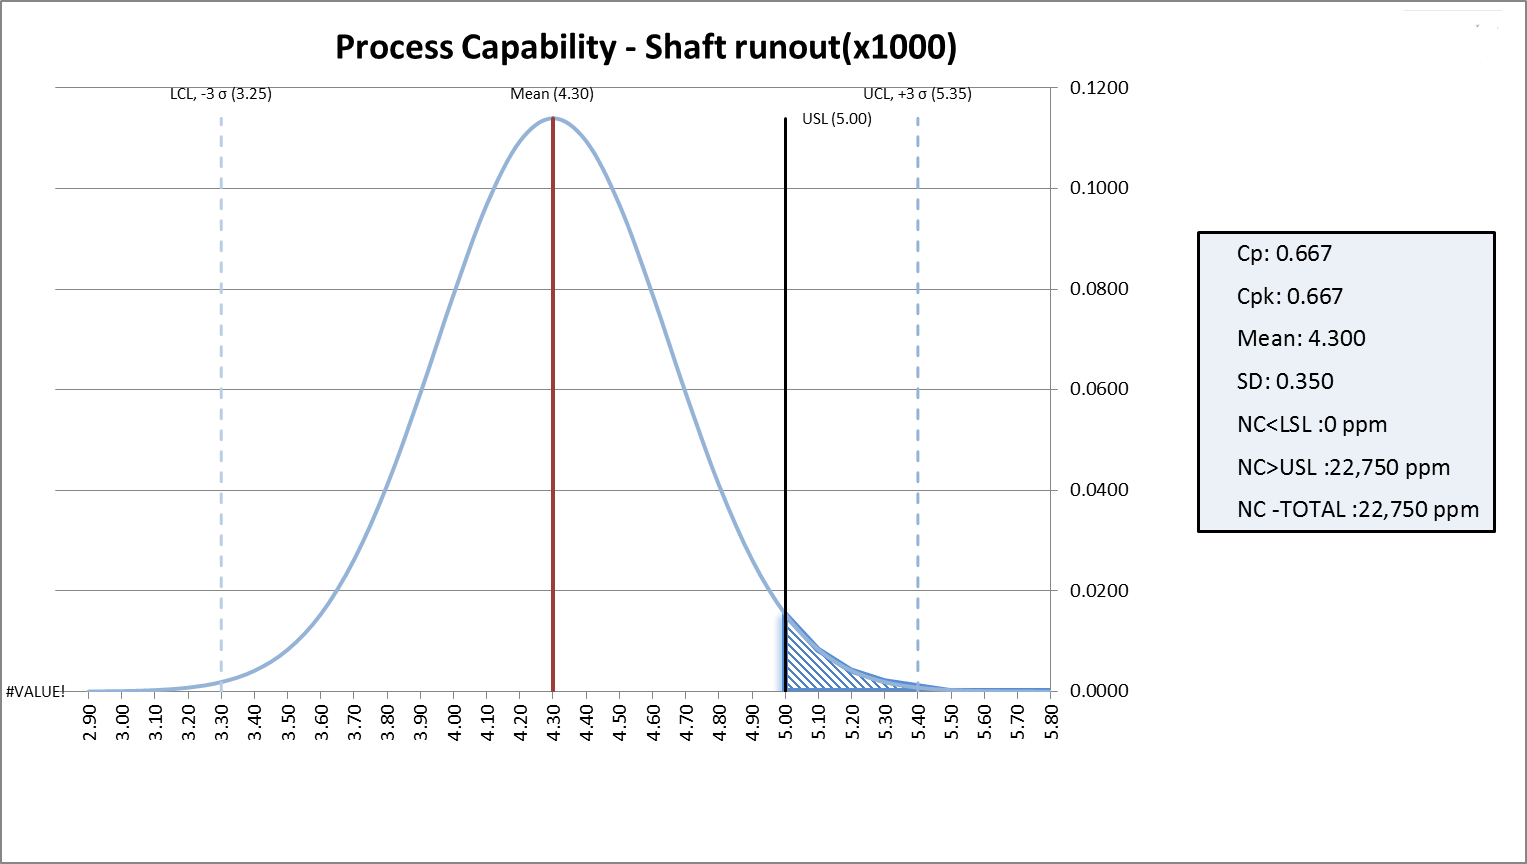 Process Capability - Shaft runout(x1000)
LCL, -3 σ (3.25)
Mean (4.30)
UCL, +3 σ (5.35)
USL (5.00)
0.1200
0.1000
0.0800
0.0600
0.0400
0.0200
0.0000
#VALUE!
2.90
3.00
3.10
3.20
3.30
3.40
3.50
3.60
3.70
3.80
3.90
4.00
4.10
4.20
4.30
4.40
4.50
4.60
4.70
4.80
4.90
5.00
5.10
5.20
5.30
5.40
5.50
5.60
5.70
5.80
Cp: 0.667
Cpk: 0.667
Mean: 4.300
SD: 0.350
NC<LSL :0 ppm
NC>USL :22,750 ppm
NC -TOTAL :22,750 ppm